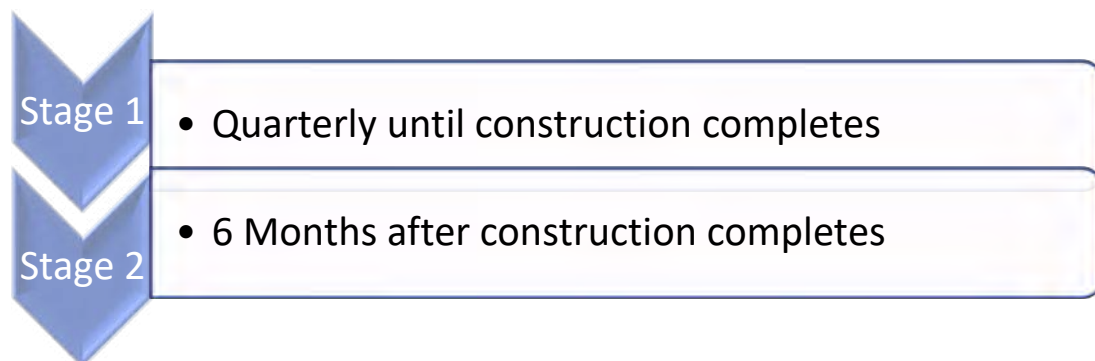 Stage 1
• Quarterly until construction completes
Stage 2
• 6 Months after construction completes